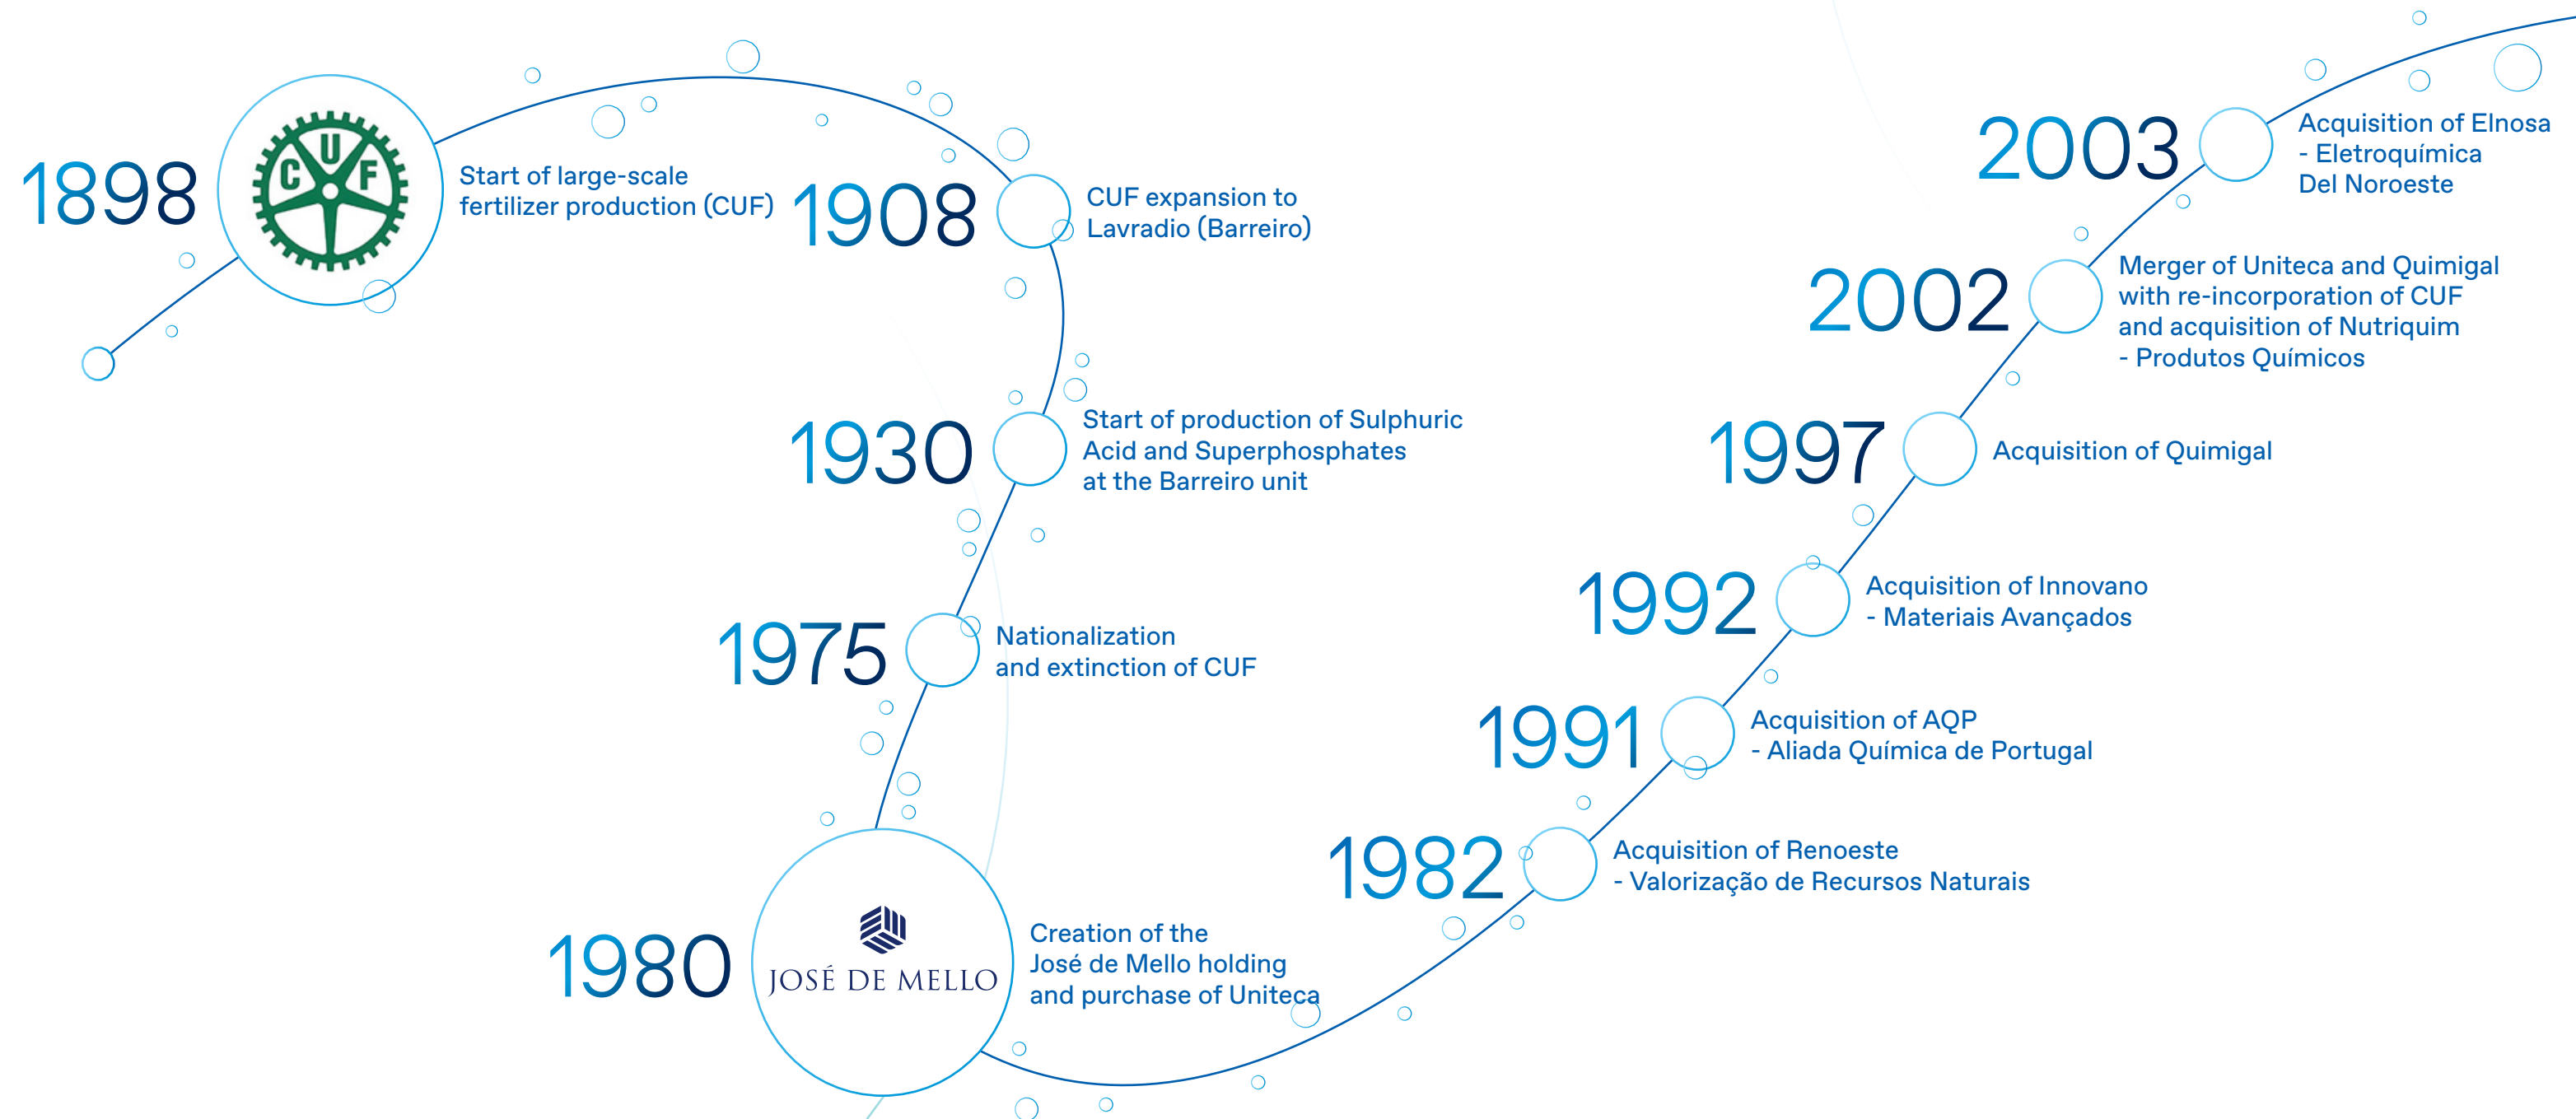 1898
CUF
Start of large-scale
fertilizer production (CUF)
1908
CUF expansion to
Lavradio (Barreiro)
1930
Start of production of Sulphuric
Acid and Superphosphates
at the Barreiro unit
1975
Nationalization
and extinction of CUF
1980
JOSÉ DE MELLO
Creation of the
José de Mello holding
and purchase of Uniteca
1982
Acquisition of Renoeste
- Valorização de Recursos Naturais
1991
Acquisition of AQP
- Aliada Química de Portugal
1992
Acquisition of Innovano
- Materiais Avançados
1997
Acquisition of Quimigal
2002
Merger of Uniteca and Quimigal
with re-incorporation of CUF
and acquisition of Nutriquim
- Produtos Químicos
2003
Acquisition of Elnosa
- Eletroquímica
Del Noroeste